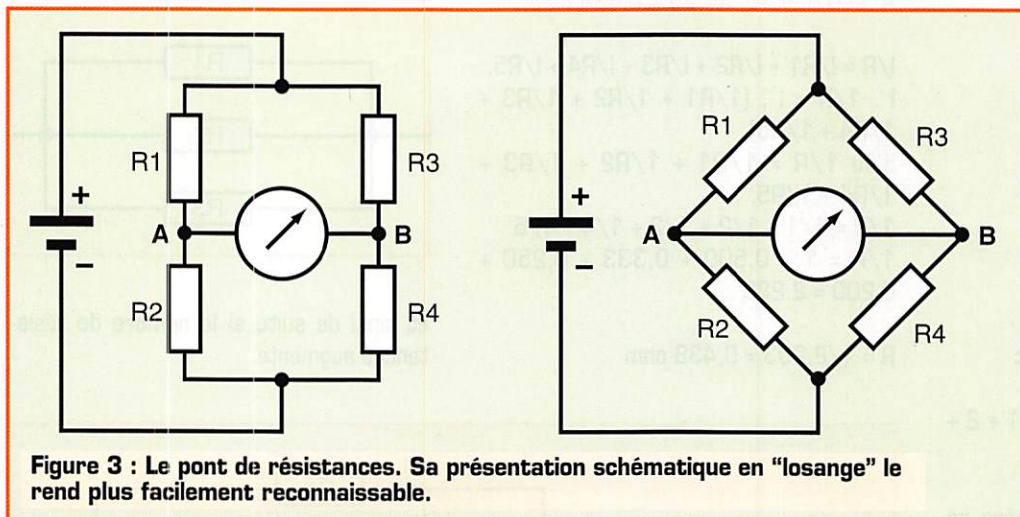 +
−
R1
R2
R3
R4
A
B
+
−
R1
R2
R3
R4
A
B
Figure 3 : Le pont de résistances. Sa présentation schématique en “losange” le
rend plus facilement reconnaissable.